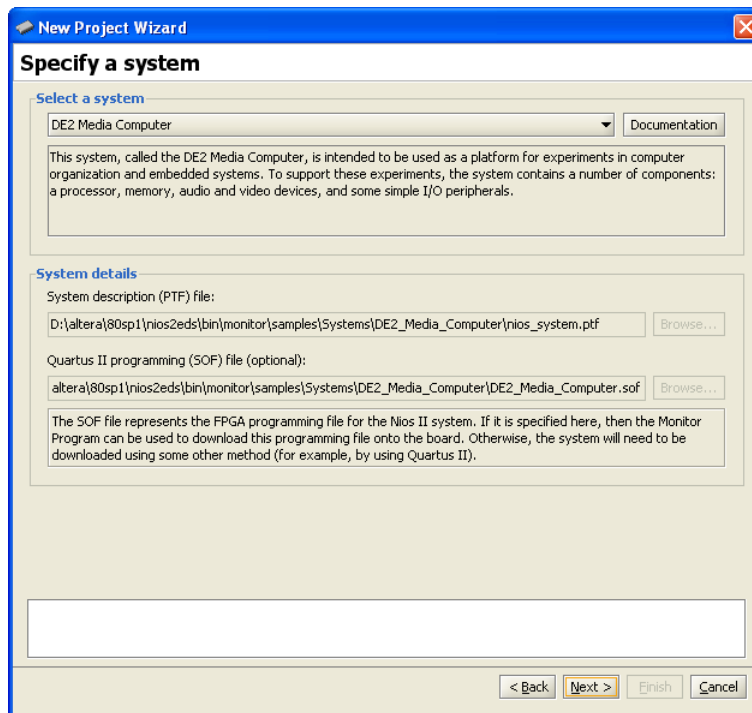 New Project Wizard
Specify a system
Select a system
DE2 Media Computer
Documentation
This system, called the DE2 Media Computer, is intended to be used as a platform for experiments in computer
organization and embedded systems. To support these experiments, the system contains a number of components:
a processor, memory, audio and video devices, and some simple I/O peripherals.
System details
System description (PTF) file:
D:\altera\80sp1\nios2eds\bin\monitor\samples\Systems\DE2_Media_Computer\nios_system.ptf
Browse...
Quartus II programming (SOF) file (optional):
altera\80sp1\nios2eds\bin\monitor\samples\Systems\DE2_Media_Computer\DE2_Media_Computer.sof
Browse...
The SOF file represents the FPGA programming file for the Nios II system. If it is specified here, then the Monitor
Program can be used to download this programming file onto the board. Otherwise, the system will need to be
downloaded using some other method (for example, by using Quartus II).
< Back
Next >
Finish
Cancel